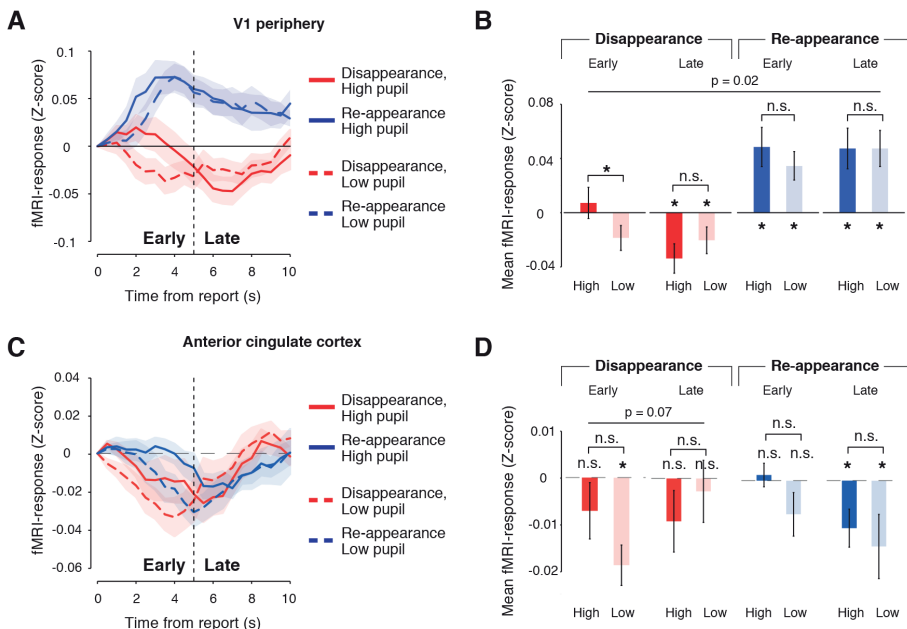 A
V1 periphery
fMRI-response (Z-score)
0.1
0.05
0
-0.05
-0.1
Early
Late
0
2
4
6
8
10
Time from report (s)
Disappearance,
High pupil
Re-appearance
High pupil
Disappearance,
Low pupil
Re-appearance
Low pupil
B
Disappearance
Re-appearance
Early
Late
Early
Late
p = 0.02
Mean fMRI-response (Z-score)
0.08
0.04
0
-0.04
*
n.s.
n.s.
n.s.
* *
* *
* *
High Low
High Low
High Low
High Low
C
Anterior cingulate cortex
fMRI-response (Z-score)
0.04
0.02
0
-0.02
-0.04
-0.06
Early
Late
0
2
4
6
8
10
Time from report (s)
Disappearance,
High pupil
Re-appearance
High pupil
Disappearance,
Low pupil
Re-appearance
Low pupil
D
Disappearance
Re-appearance
Early
Late
Early
Late
p = 0.07
Mean fMRI-response (Z-score)
0.01
0
-0.01
-0.02
n.s.
n.s.
n.s.
n.s.
n.s. *
n.s. n.s.
n.s. n.s.
* *
High Low
High Low
High Low
High Low